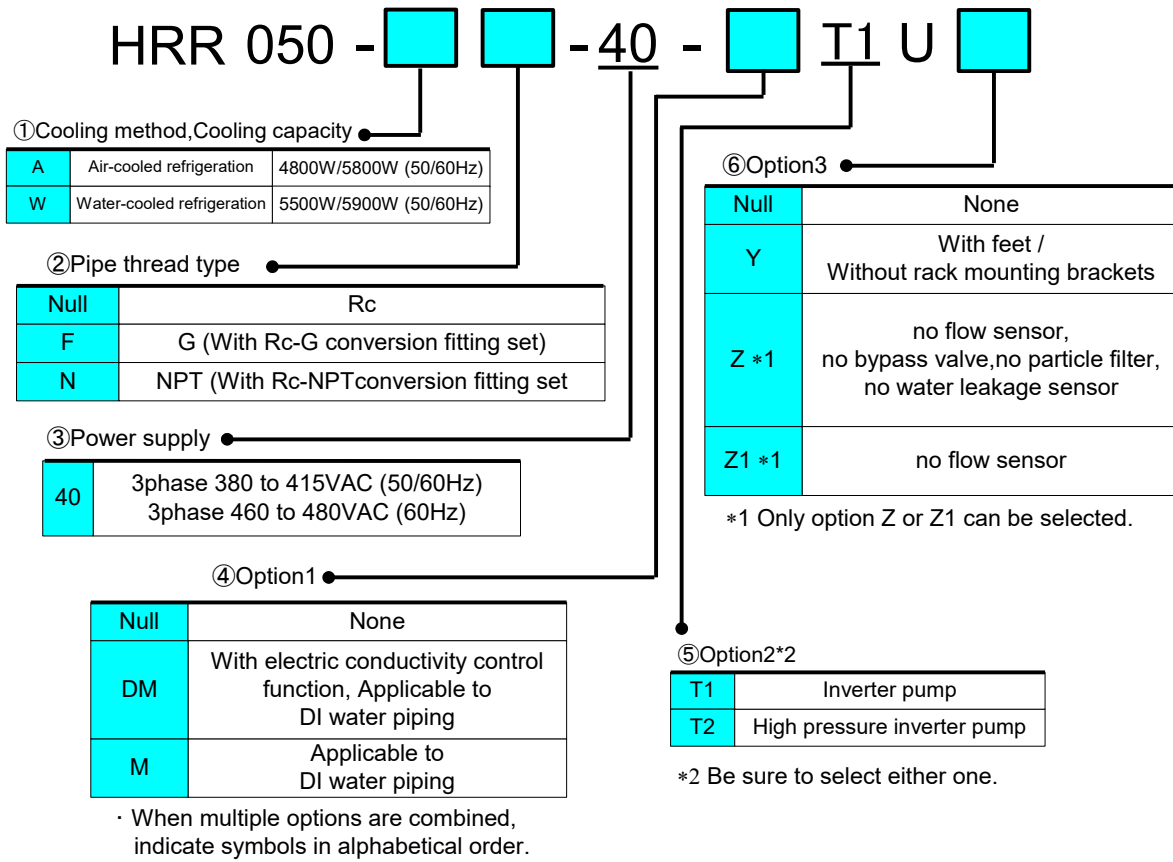 HRR 050 - - 40 - T1 U
①Cooling method,Cooling capacity
A Air-cooled refrigeration 4800W/5800W (50/60Hz)
W Water-cooled refrigeration 5500W/5900W (50/60Hz)
②Pipe thread type
Null Rc
F G (With Rc-G conversion fitting set)
N NPT (With Rc-NPTconversion fitting set
③Power supply
40 3phase 380 to 415VAC (50/60Hz)
3phase 460 to 480VAC (60Hz)
④Option1
Null None
DM With electric conductivity control
function, Applicable to
DI water piping
M Applicable to
DI water piping
· When multiple options are combined,
indicate symbols in alphabetical order.
⑥Option3
Null None
Y With feet /
Without rack mounting brackets
Z *1 no flow sensor,
no bypass valve,no particle filter,
no water leakage sensor
Z1 *1 no flow sensor
*1 Only option Z or Z1 can be selected.
⑤Option2*2
T1 Inverter pump
T2 High pressure inverter pump
*2 Be sure to select either one.